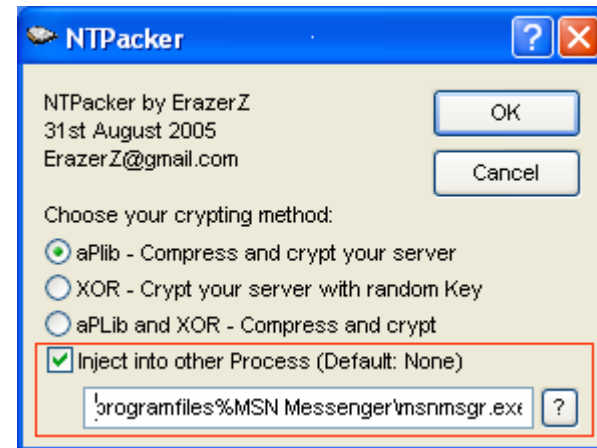 NTPacker
?
NTPacker by ErazerZ
31st August 2005
ErazerZ@gmail.com
OK
Cancel
Choose your crypting method:
aPlib - Compress and crypt your server
XOR - Crypt your server with random Key
aPLib and XOR - Compress and crypt
Inject into other Process (Default: None)
programfiles%MSN Messenger\msnmsgr.exe
?